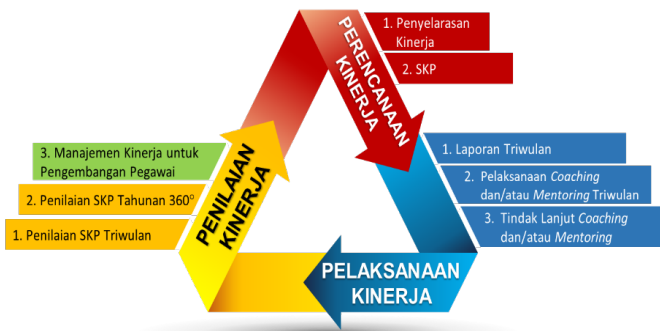 PERENCANAAN
KINERJA
1. Penyelarasan
Kinerja
2. SKP
1. Laporan Triwulan
2. Pelaksanaan Coaching
dan/atau Mentoring Triwulan
3. Tindak Lanjut Coaching
dan/atau Mentoring
PELAKSANAAN
KINERJA
PENILAIAN
KINERJA
3. Manajemen Kinerja untuk
Pengembangan Pegawai
2. Penilaian SKP Tahunan 360°
1. Penilaian SKP Triwulan